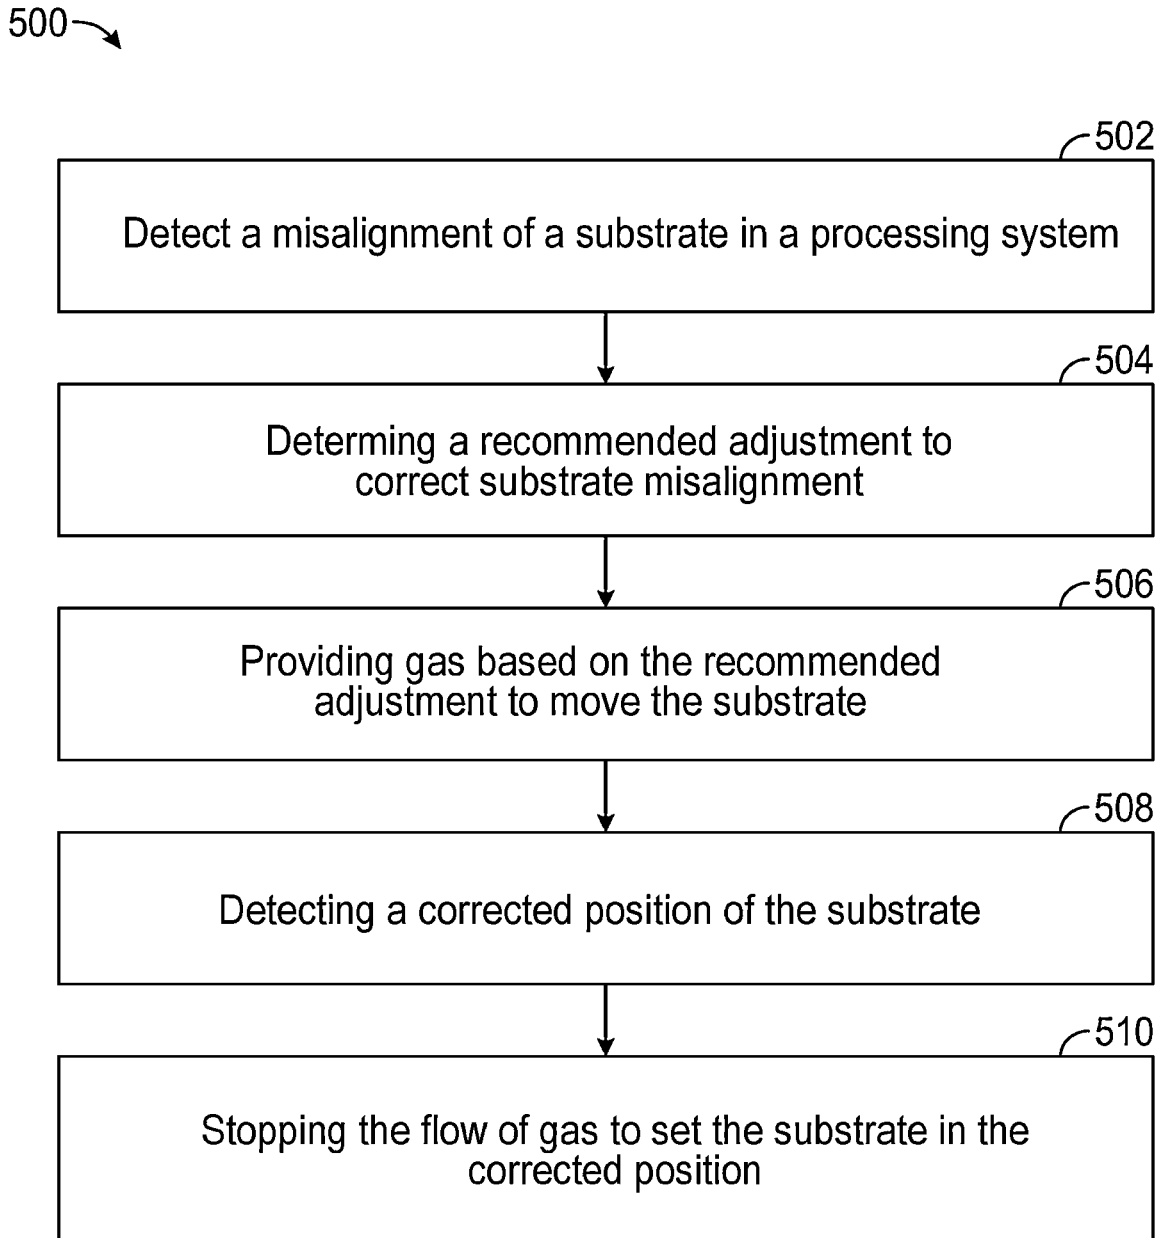 500
502
Detect a misalignment of a substrate in a processing system
504
Determing a recommended adjustment to
correct substrate misalignment
506
Providing gas based on the recommended
adjustment to move the substrate
508
Detecting a corrected position of the substrate
510
Stopping the flow of gas to set the substrate in the
corrected position